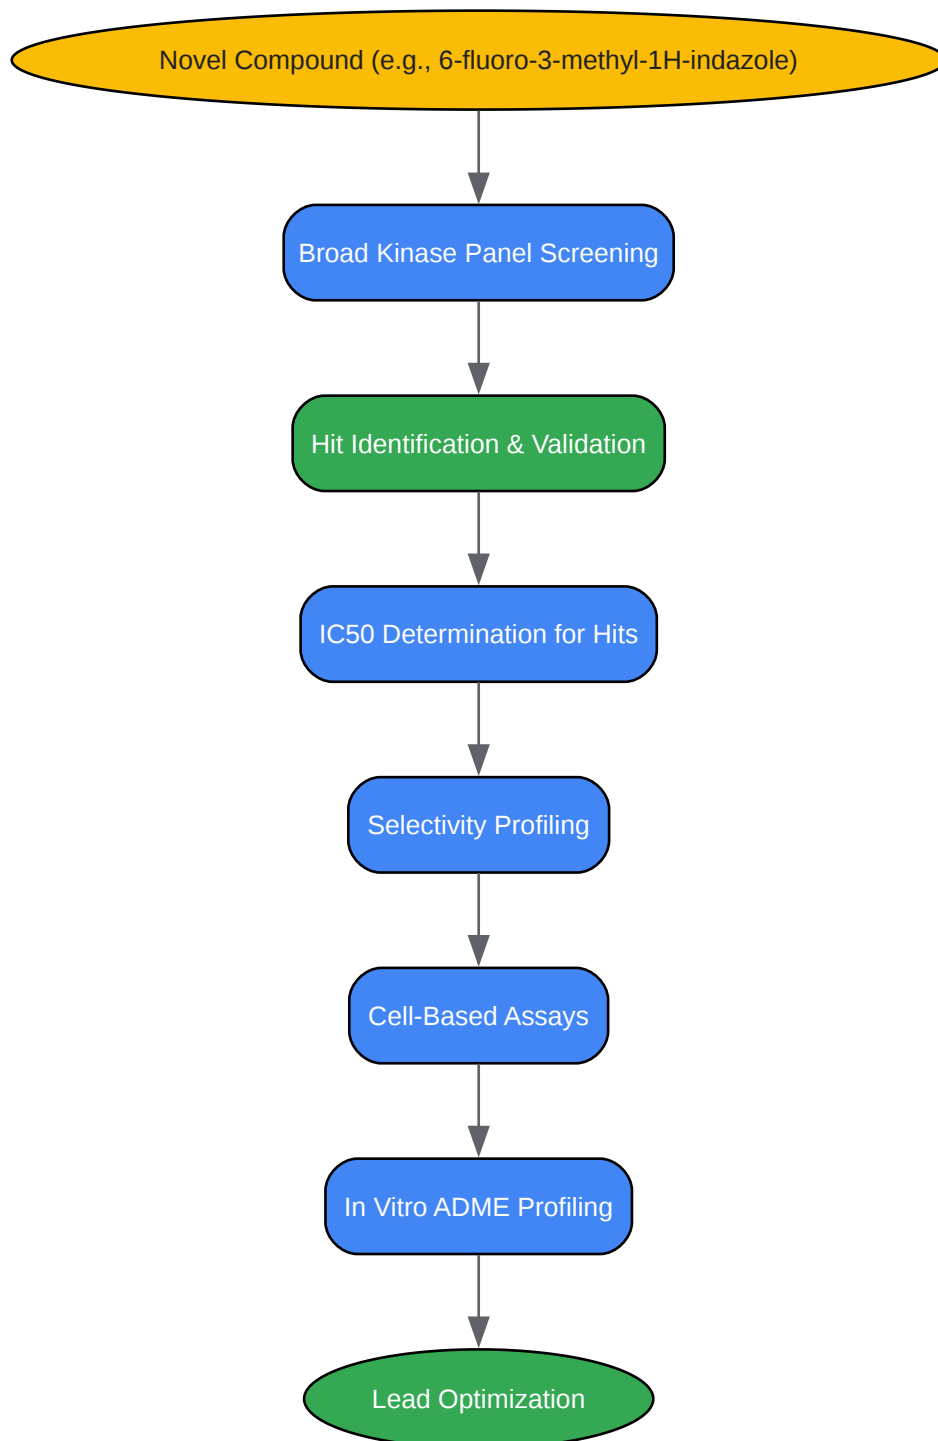 Novel Compound (e.g., 6-fluoro-3-methyl-1H-indazole)
Broad Kinase Panel Screening
Hit Identification & Validation
IC50 Determination for Hits
Selectivity Profiling
Cell-Based Assays
In Vitro ADME Profiling
Lead Optimization